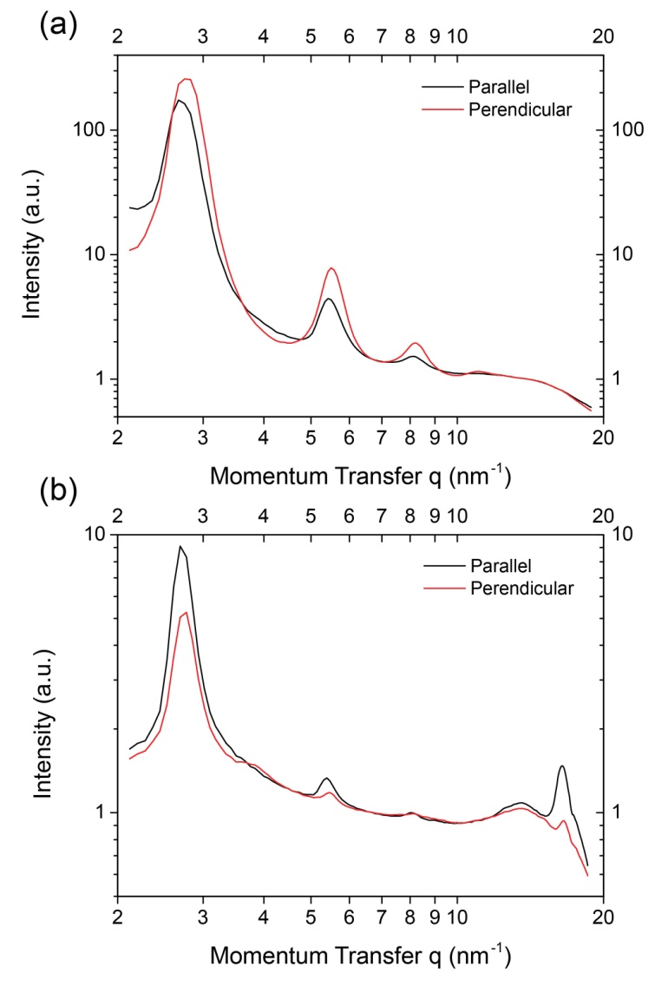 (a)
2 3 4 5 6 7 8 9 10 20
Parallel
Perendicular
100 100
10 10
1 1
Intensity (a.u.)
2 3 4 5 6 7 8 9 10 20
Momentum Transfer q (nm⁻¹)
(b)
2 3 4 5 6 7 8 9 10 20
10 10
Parallel
Perendicular
Intensity (a.u.)
1 1
2 3 4 5 6 7 8 9 10 20
Momentum Transfer q (nm⁻¹)